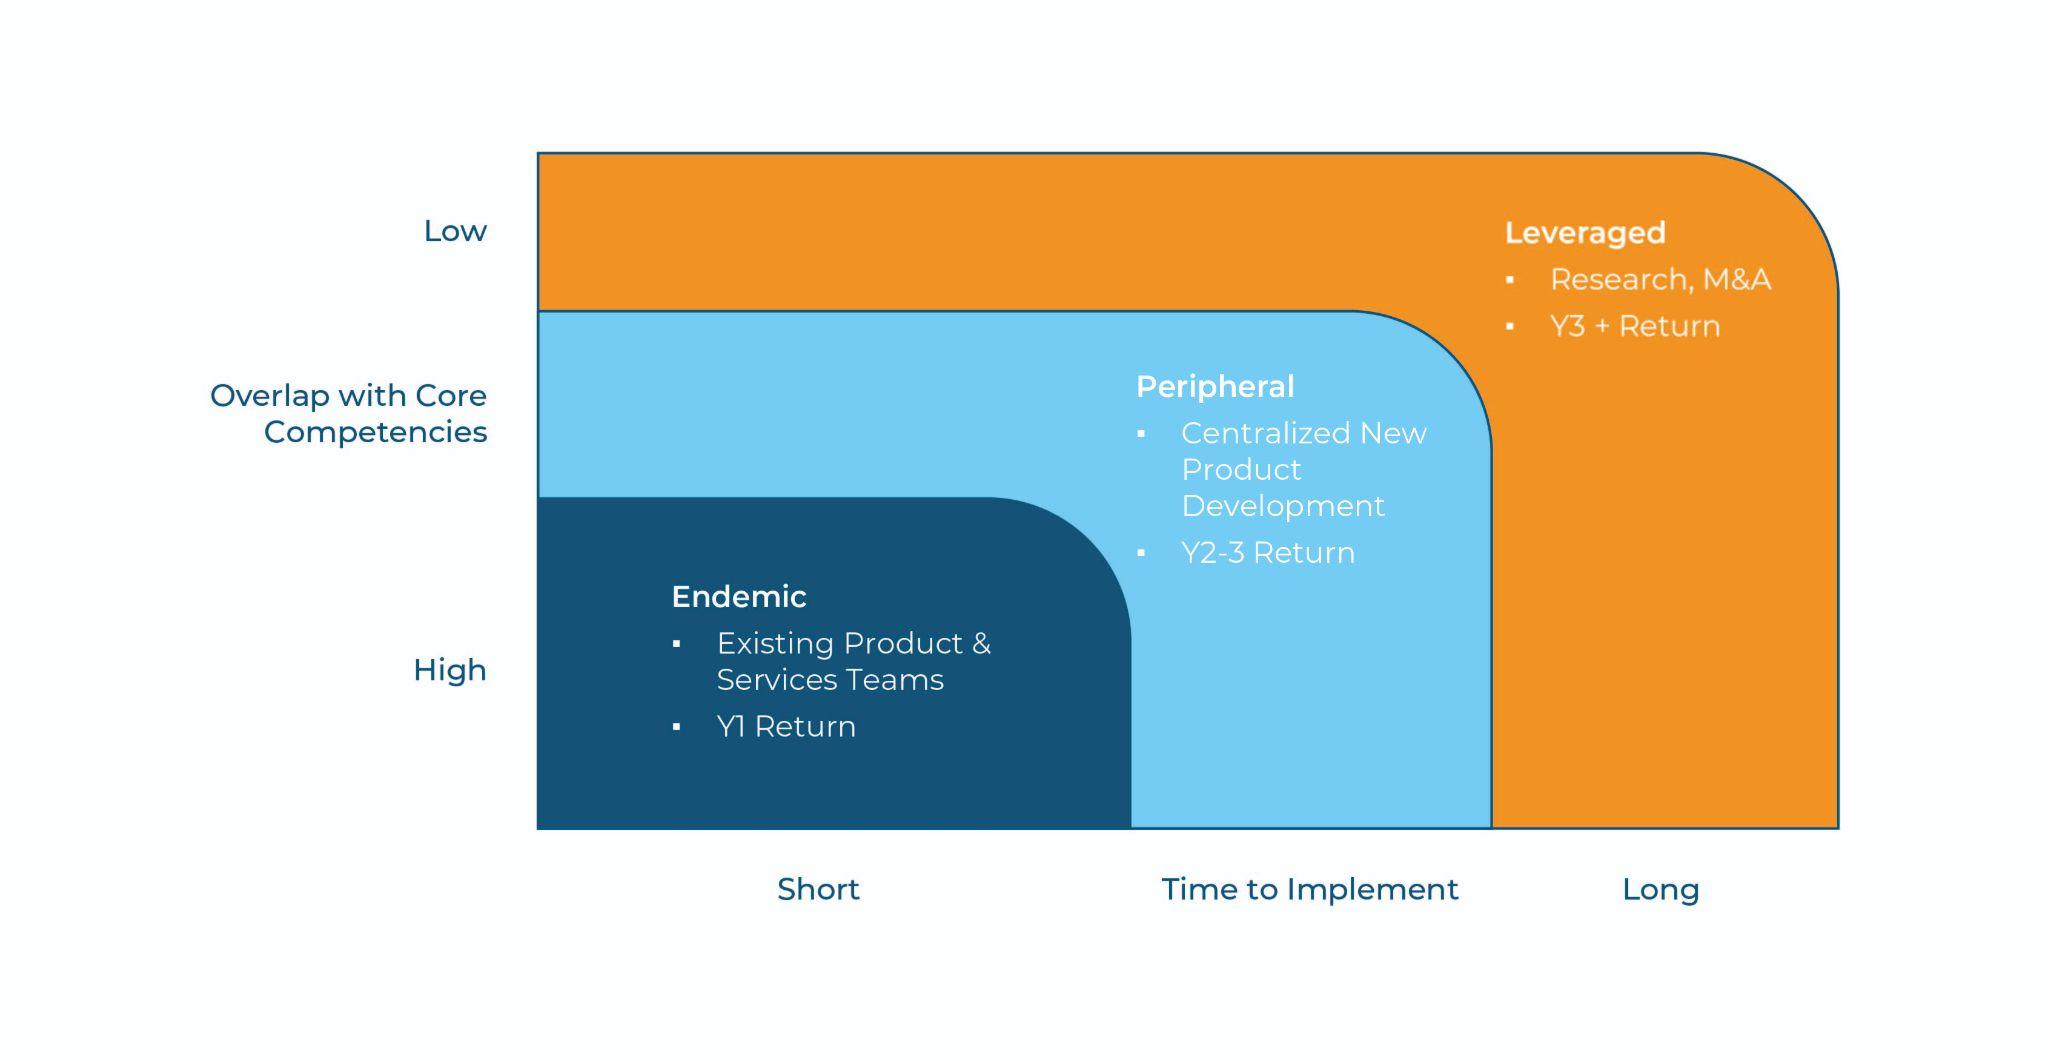 Low
Leveraged
▪ Research, M&A
▪ Y3 + Return
Overlap with Core
Competencies
Peripheral
▪ Centralized New
Product
Development
▪ Y2-3 Return
High
Endemic
▪ Existing Product &
Services Teams
▪ Y1 Return
Short
Time to Implement
Long